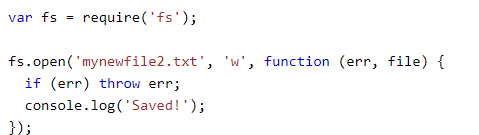 var fs = require('fs');

fs.open('mynewfile2.txt', 'w', function (err, file) {
  if (err) throw err;
  console.log('Saved!');
});